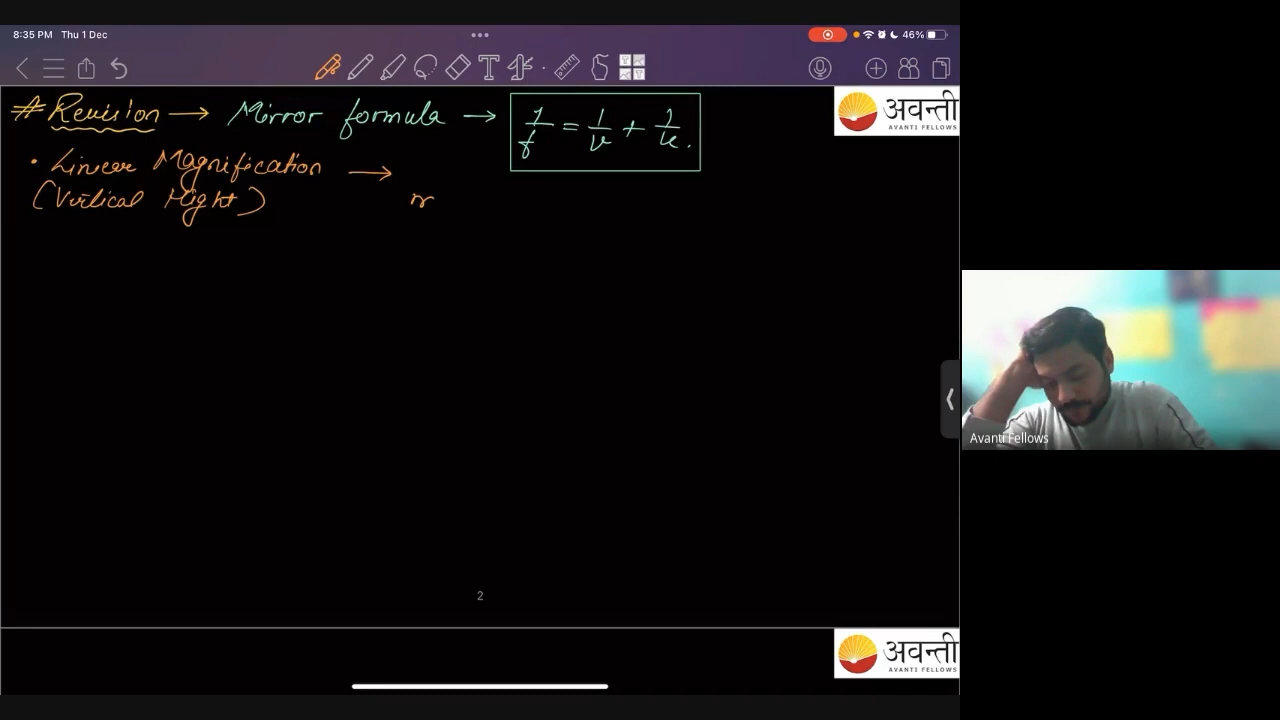 8:35 PM Thu 1 Dec
46%
# Revision → Mirror formula → 1/f = 1/v + 1/u.
अवन्ती
AVANTI FELLOWS
• Linear Magnification →
(Virtical Hight) m
Avanti Fellows
2
अवन्ती
AVANTI FELLOWS